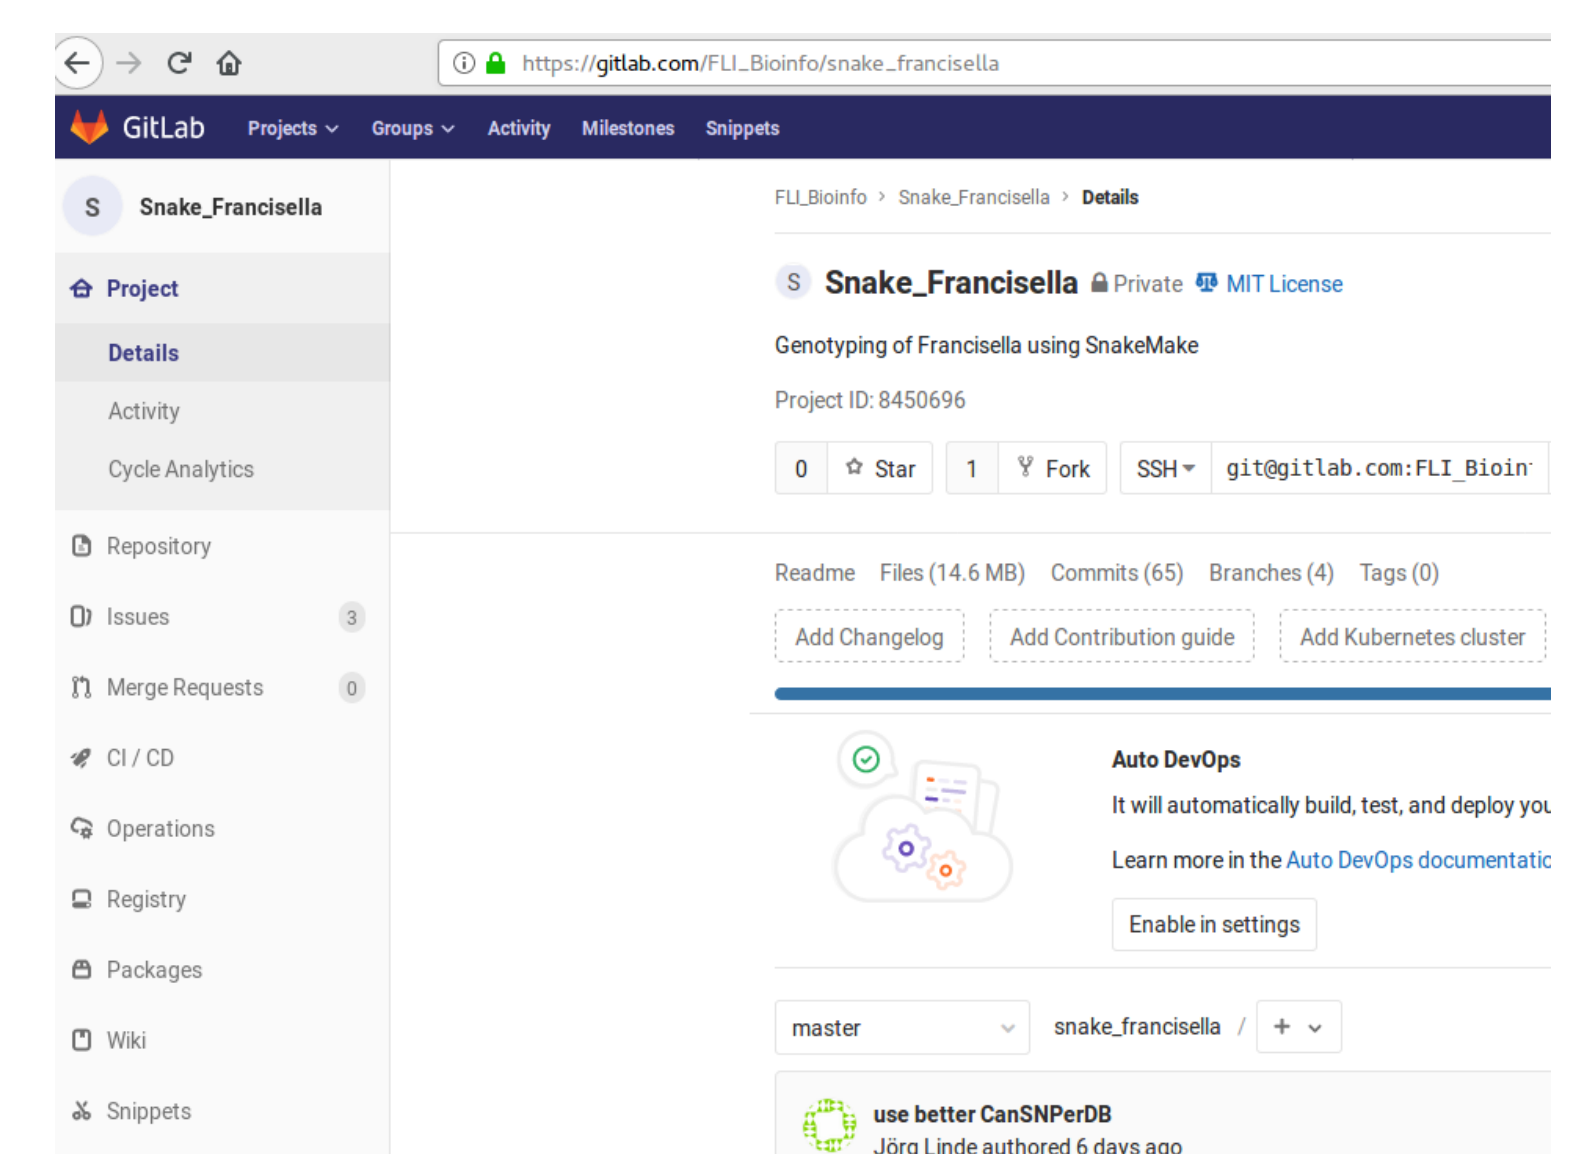 https://gitlab.com/FLI_Bioinfo/snake_francisella
GitLab Projects Groups Activity Milestones Snippets
S Snake_Francisella
Project
Details
Activity
Cycle Analytics
Repository
Issues 3
Merge Requests 0
CI / CD
Operations
Registry
Packages
Wiki
Snippets
FLI_Bioinfo > Snake_Francisella > Details
S Snake_Francisella Private MIT License
Genotyping of Francisella using SnakeMake
Project ID: 8450696
0 Star 1 Fork SSH git@gitlab.com:FLI_Bioin
Readme Files (14.6 MB) Commits (65) Branches (4) Tags (0)
Add Changelog Add Contribution guide Add Kubernetes cluster
Auto DevOps
It will automatically build, test, and deploy you
Learn more in the Auto DevOps documentatio
Enable in settings
master snake_francisella / +
use better CanSNPerDB
Jörg Linde authored 6 days ago